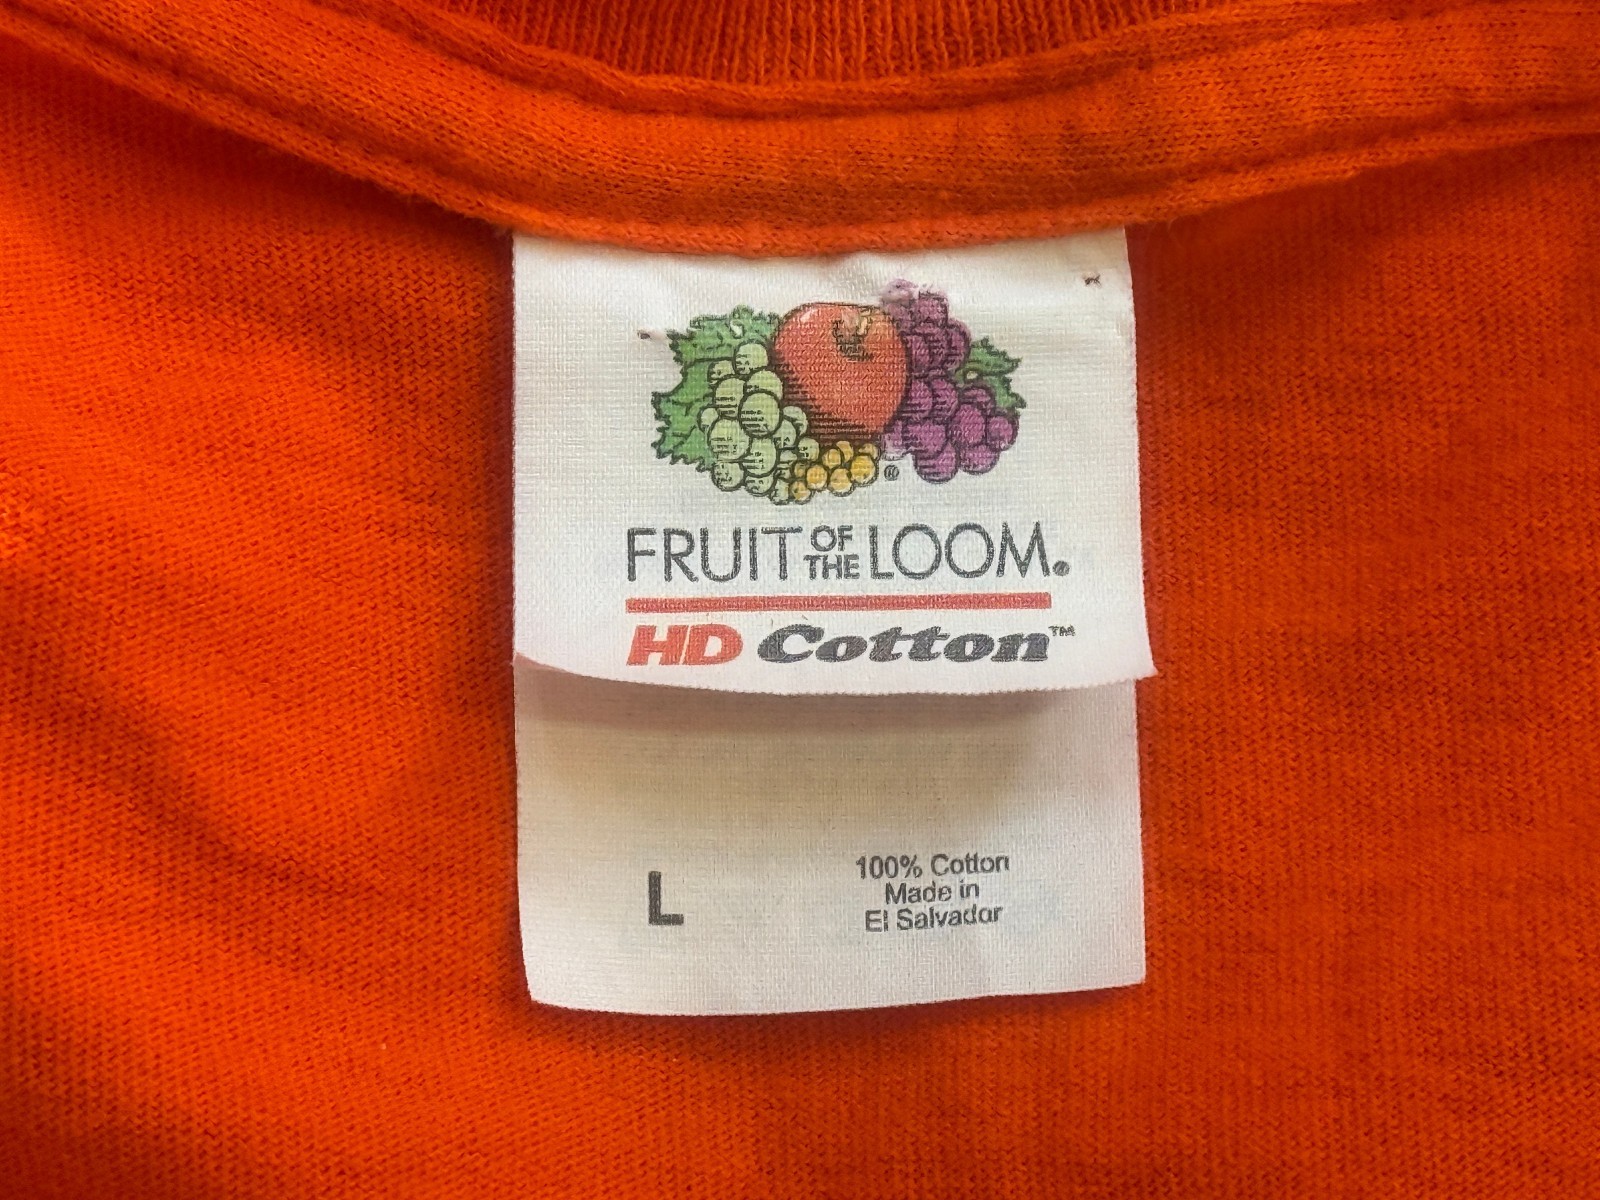 ®
FRUIT OF THE LOOM®
HD Cotton™
L
100% Cotton
Made in
El Salvador